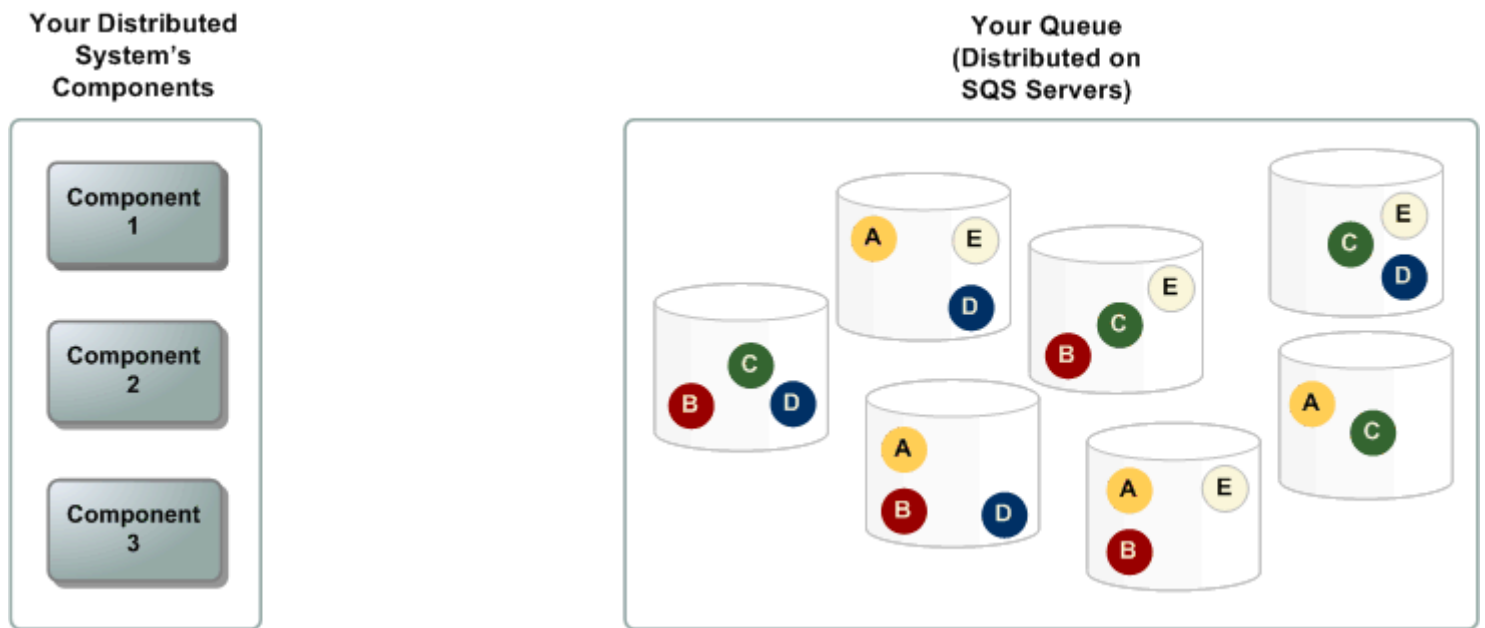 Your Distributed
System's
Components
Component
1
Component
2
Component
3
Your Queue
(Distributed on
SQS Servers)
B
C
D
A
E
D
A
B
D
B
C
E
A
B
E
C
E
D
A
C